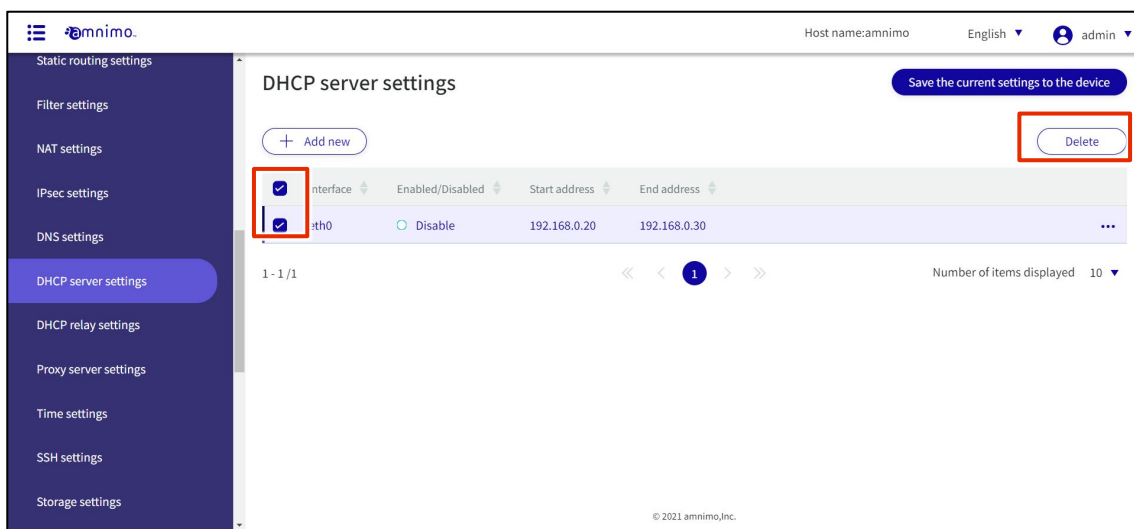 amnimo
Host name:amnimo
English
admin
Static routing settings
Filter settings
NAT settings
IPsec settings
DNS settings
DHCP server settings
DHCP relay settings
Proxy server settings
Time settings
SSH settings
Storage settings
DHCP server settings
Save the current settings to the device
+ Add new
Delete
nterface Enabled/Disabled Start address End address
eth0 Disable 192.168.0.20 192.168.0.30 •••
1 - 1 /1
1
Number of items displayed 10
© 2021 amnimo,Inc.